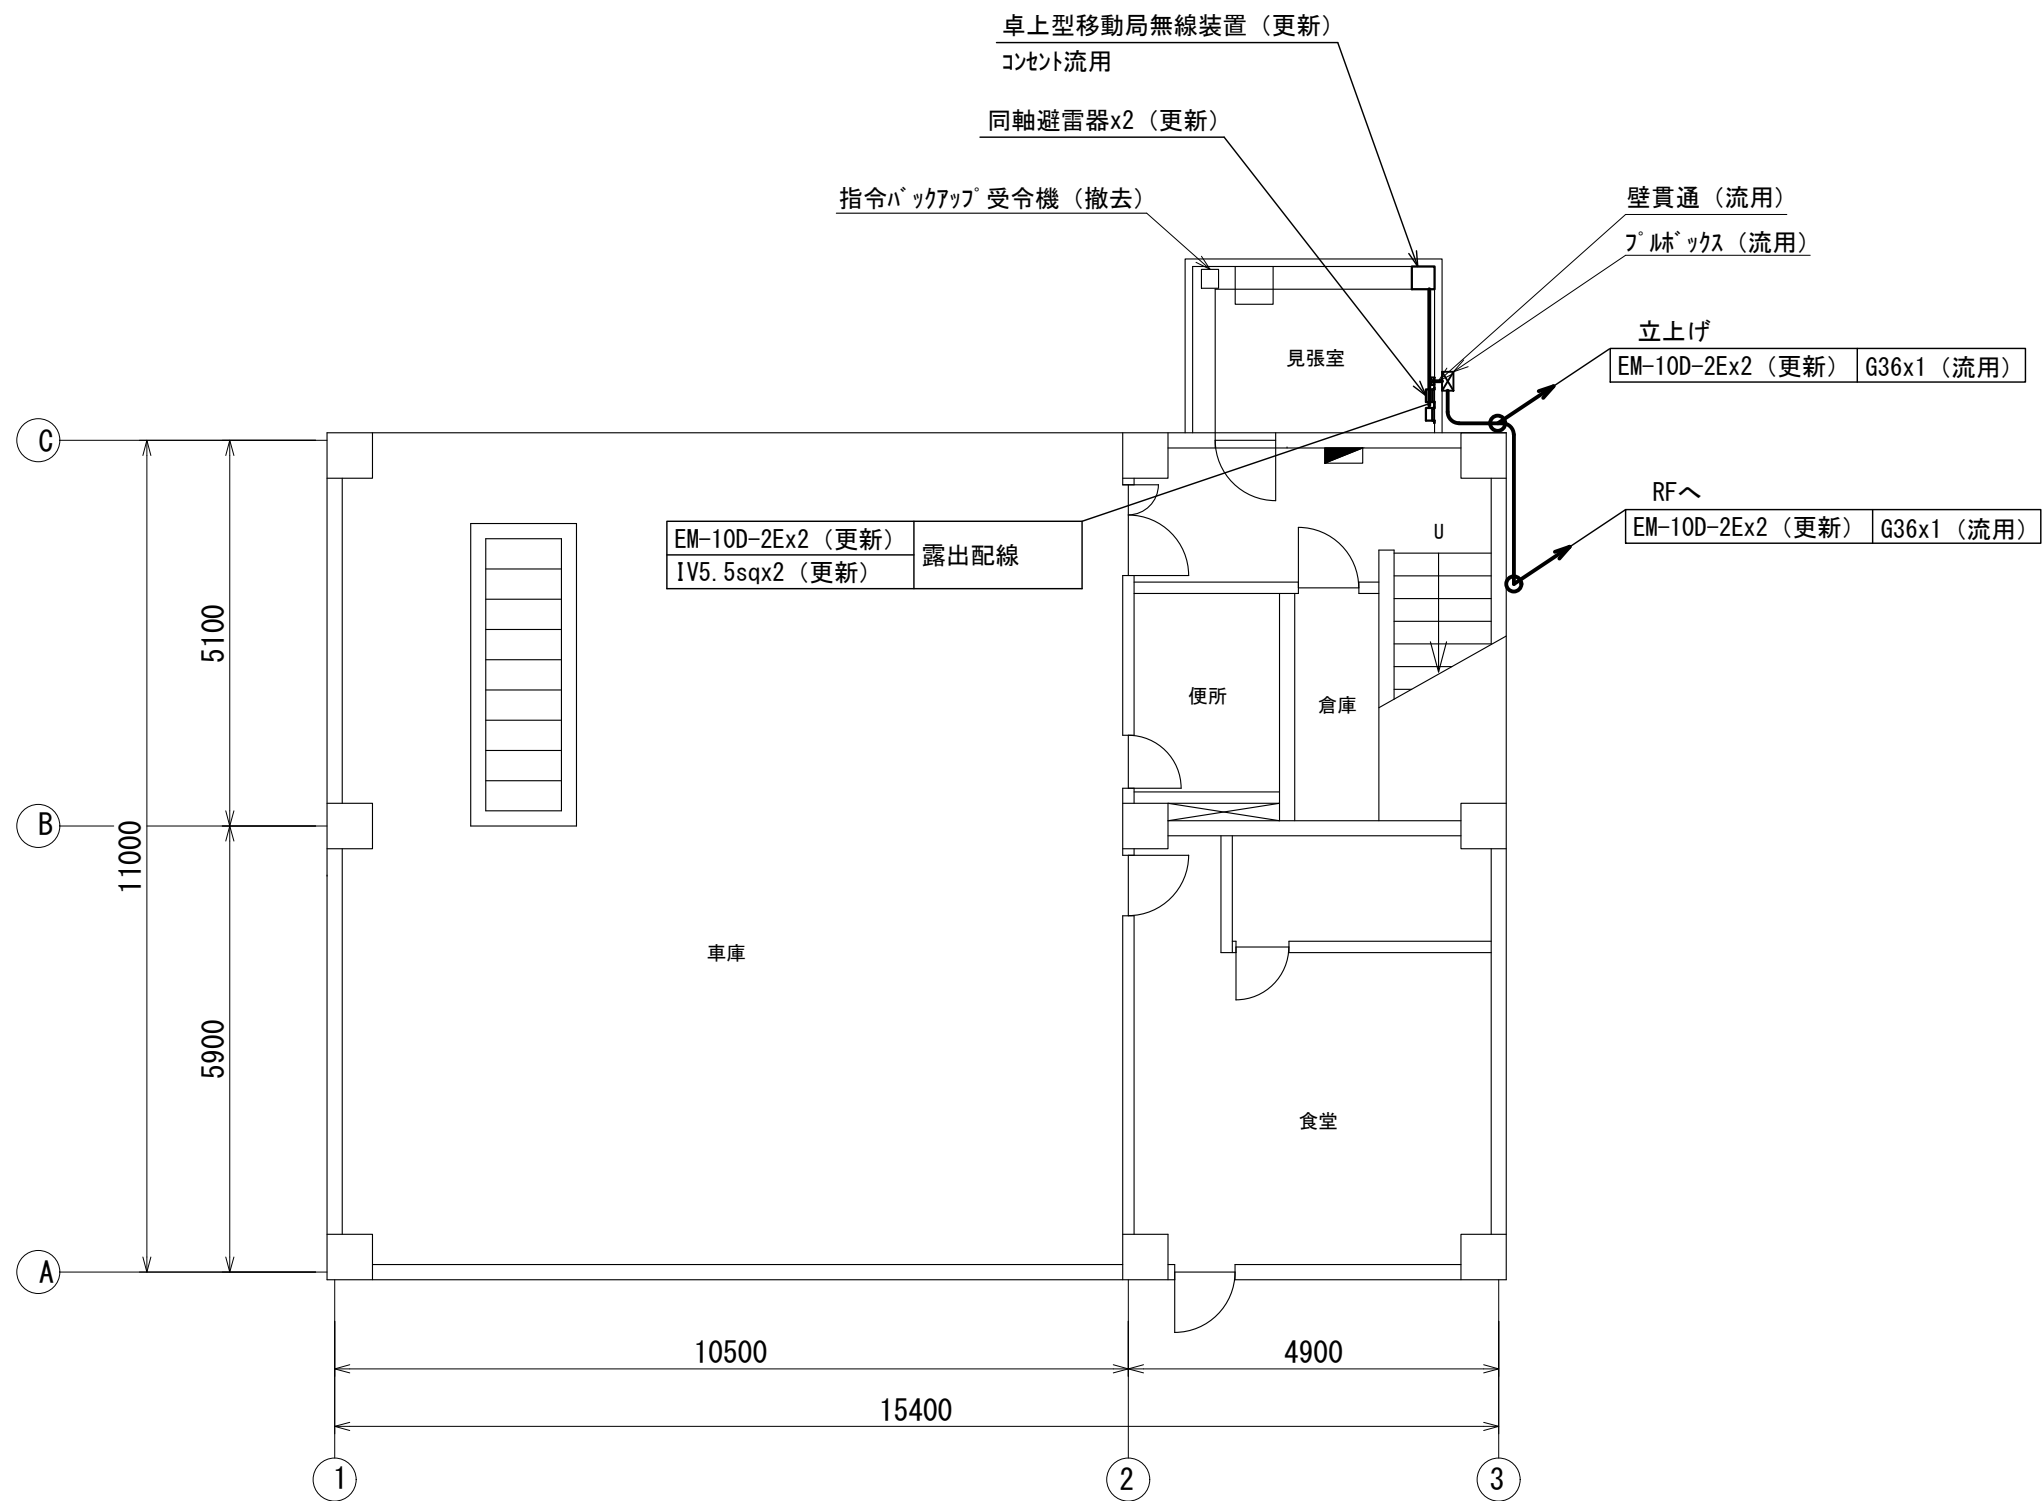 卓上型移動局無線装置（更新）
ｺﾝｾﾝﾄ流用
同軸避雷器x2（更新）
指令ﾊﾞｯｸｱｯﾌﾟ受令機（撤去）
壁貫通（流用）
ﾌﾟﾙﾎﾞｯｸｽ（流用）
立上げ
EM-10D-2Ex2（更新） G36x1（流用）
見張室
C
RFへ
EM-10D-2Ex2（更新） G36x1（流用）
EM-10D-2Ex2（更新）
IV5.5sqx2（更新）
露出配線
U
5100
便所
倉庫
B
11000
車庫
5900
食堂
A
10500
4900
15400
1
2
3